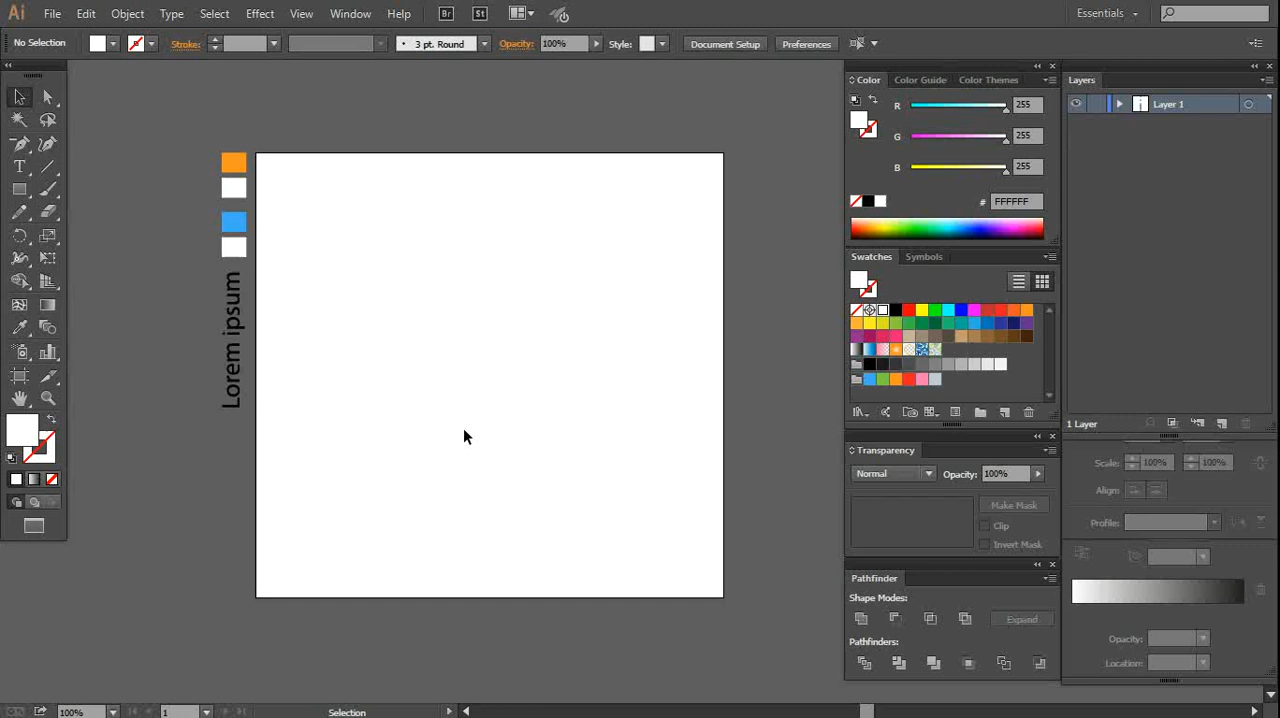 Ai File Edit Object Type Select Effect View Window Help Br St Essentials
No Selection Stroke: 3 pt. Round Opacity: 100% Style: Document Setup Preferences
Color Color Guide Color Themes
R 255
G 255
B 255
# FFFFFF
Swatches Symbols
Transparency
Normal Opacity: 100%
Make Mask
Clip
Invert Mask
Pathfinder
Shape Modes:
Expand
Pathfinders:
Layers
Layer 1
1 Layer
Scale: 100% 100%
Align:
Profile:
Opacity:
Location:
T
Lorem ipsum
100% 1 Selection